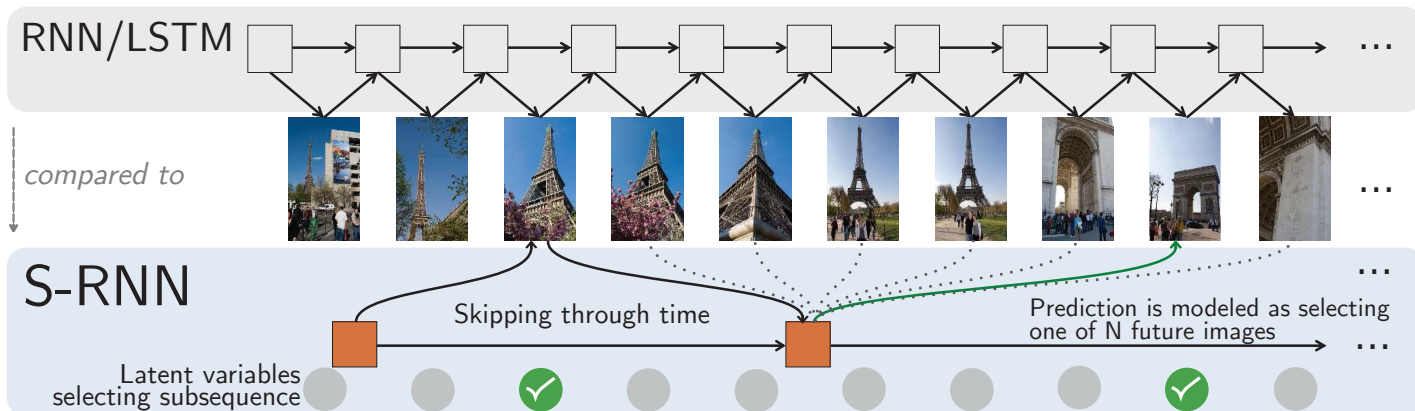 RNN/LSTM
...
compared to
...
S-RNN
...
Skipping through time
Prediction is modeled as selecting
one of N future images
...
Latent variables
selecting subsequence